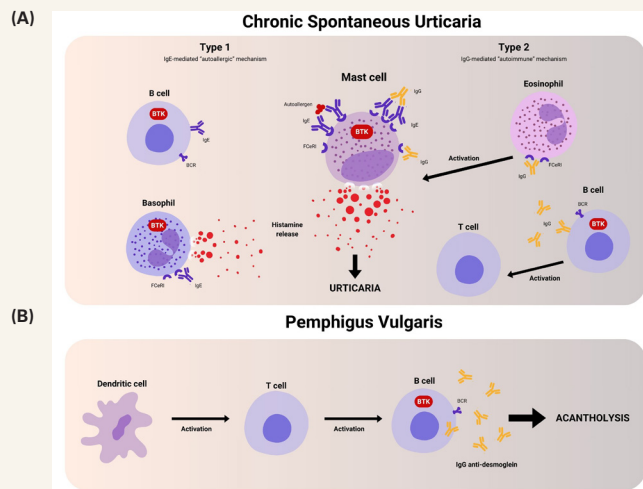 (A)
Chronic Spontaneous Urticaria
Type 1
IgE-mediated "autoallergic" mechanism
B cell
BTK
IgE
BCR
Basophil
BTK
FCeRI
IgE
Mast cell
Autoallergen
IgE
FCeRI
BTK
IgG
IgE
IgG
Histamine
release
URTICARIA
Type 2
IgG-mediated "autoimmune" mechanism
Eosinophil
IgG
FCeRI
Activation
B cell
BCR
BTK
IgG
T cell
Activation
(B)
Pemphigus Vulgaris
Dendritic cell
Activation
T cell
Activation
B cell
BTK
BCR
IgG anti-desmoglein
ACANTHOLYSIS